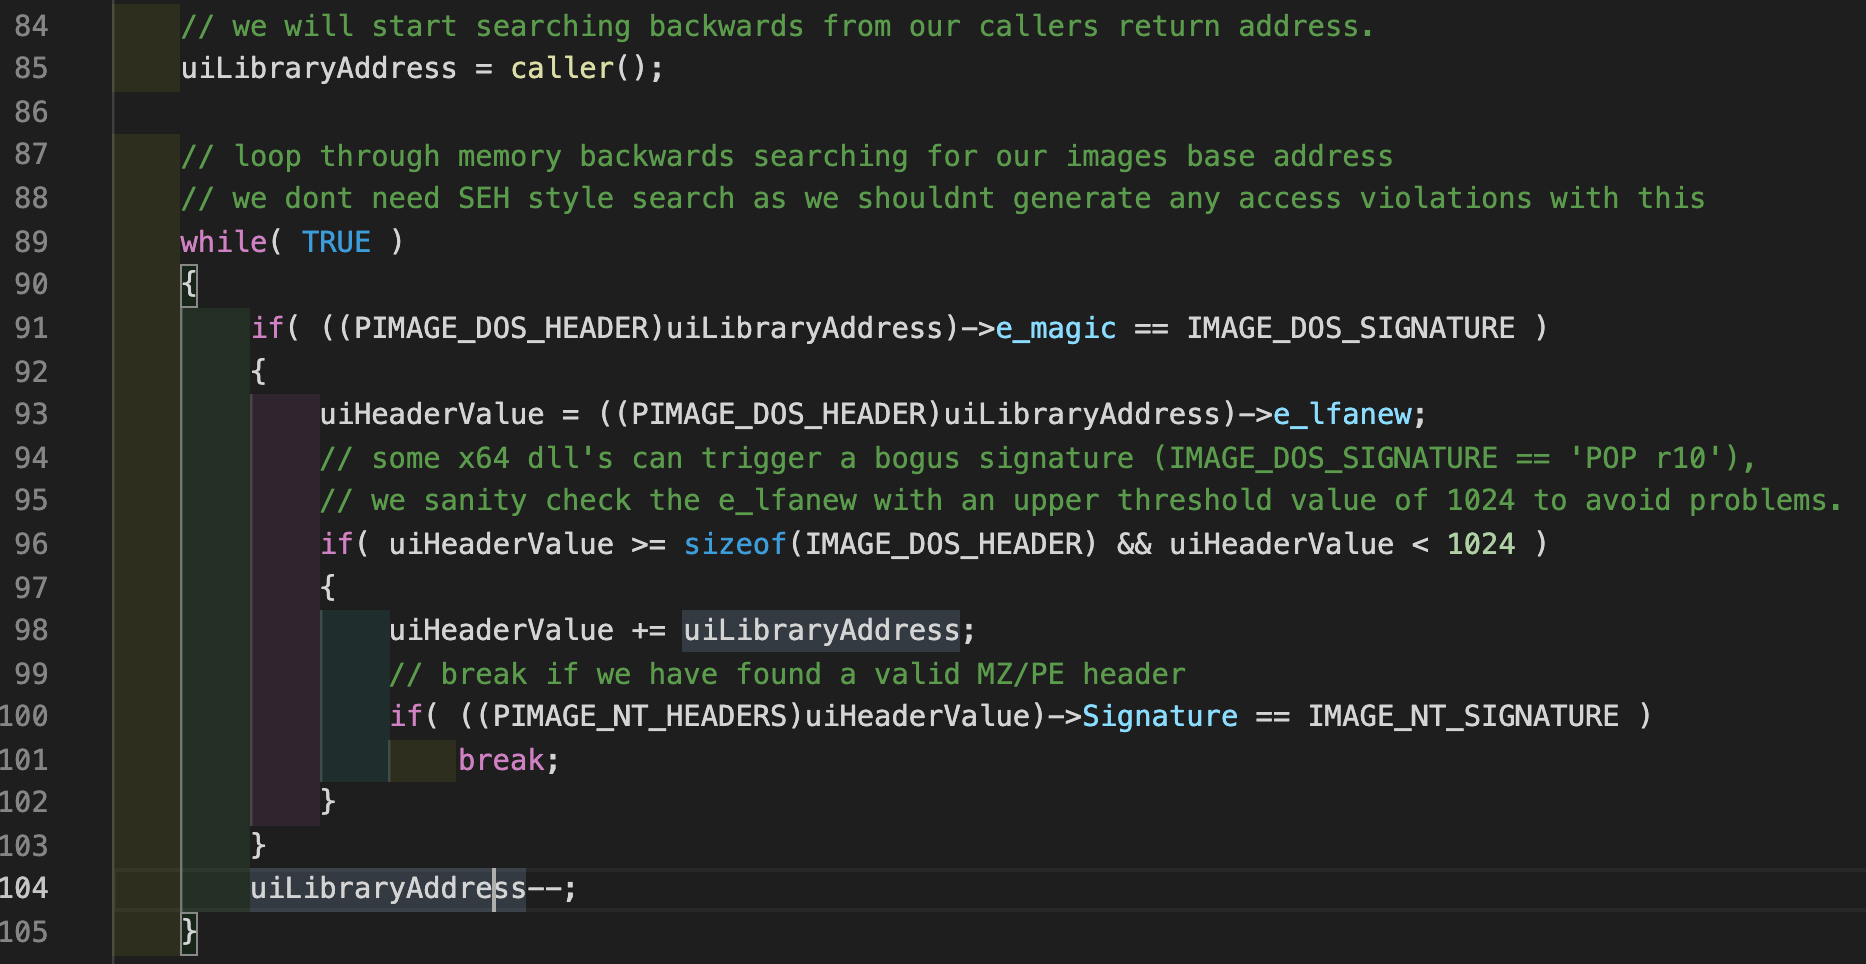 84 // we will start searching backwards from our callers return address.
85 uiLibraryAddress = caller();
86
87 // loop through memory backwards searching for our images base address
88 // we dont need SEH style search as we shouldnt generate any access violations with this
89 while( TRUE )
90 {
91 if( ((PIMAGE_DOS_HEADER)uiLibraryAddress)->e_magic == IMAGE_DOS_SIGNATURE )
92 {
93 uiHeaderValue = ((PIMAGE_DOS_HEADER)uiLibraryAddress)->e_lfanew;
94 // some x64 dll's can trigger a bogus signature (IMAGE_DOS_SIGNATURE == 'POP r10'),
95 // we sanity check the e_lfanew with an upper threshold value of 1024 to avoid problems.
96 if( uiHeaderValue >= sizeof(IMAGE_DOS_HEADER) && uiHeaderValue < 1024 )
97 {
98 uiHeaderValue += uiLibraryAddress;
99 // break if we have found a valid MZ/PE header
100 if( ((PIMAGE_NT_HEADERS)uiHeaderValue)->Signature == IMAGE_NT_SIGNATURE )
101 break;
102 }
103 }
104 uiLibraryAddress--;
105 }